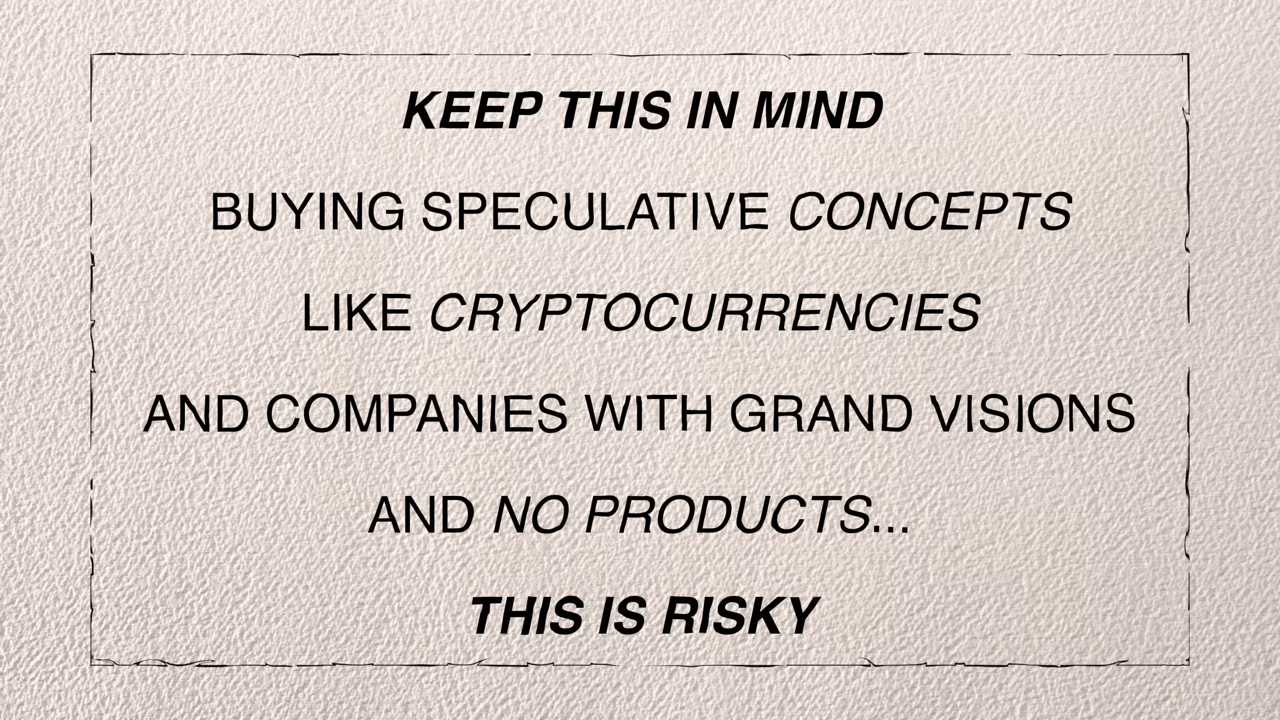 KEEP THIS IN MIND
BUYING SPECULATIVE CONCEPTS
LIKE CRYPTOCURRENCIES
AND COMPANIES WITH GRAND VISIONS
AND NO PRODUCTS...
THIS IS RISKY